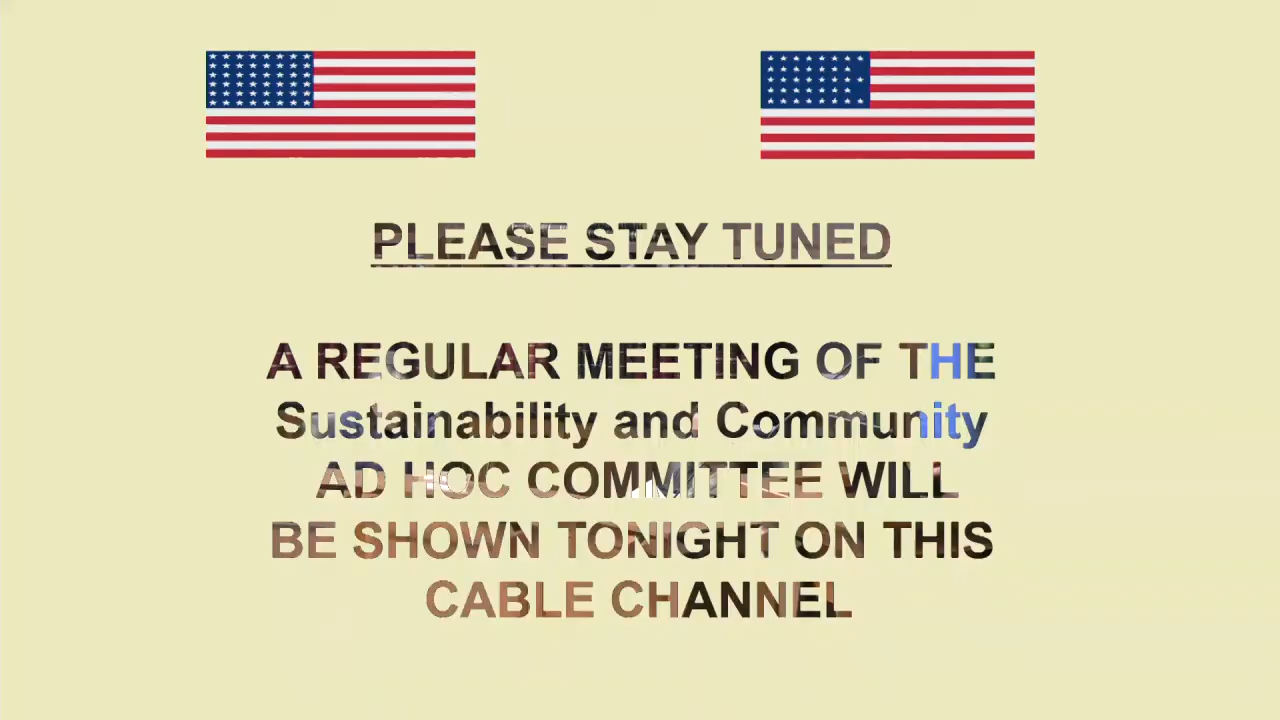 PLEASE STAY TUNED
A REGULAR MEETING OF THE
Sustainability and Community
AD HOC COMMITTEE WILL
BE SHOWN TONIGHT ON THIS
CABLE CHANNEL